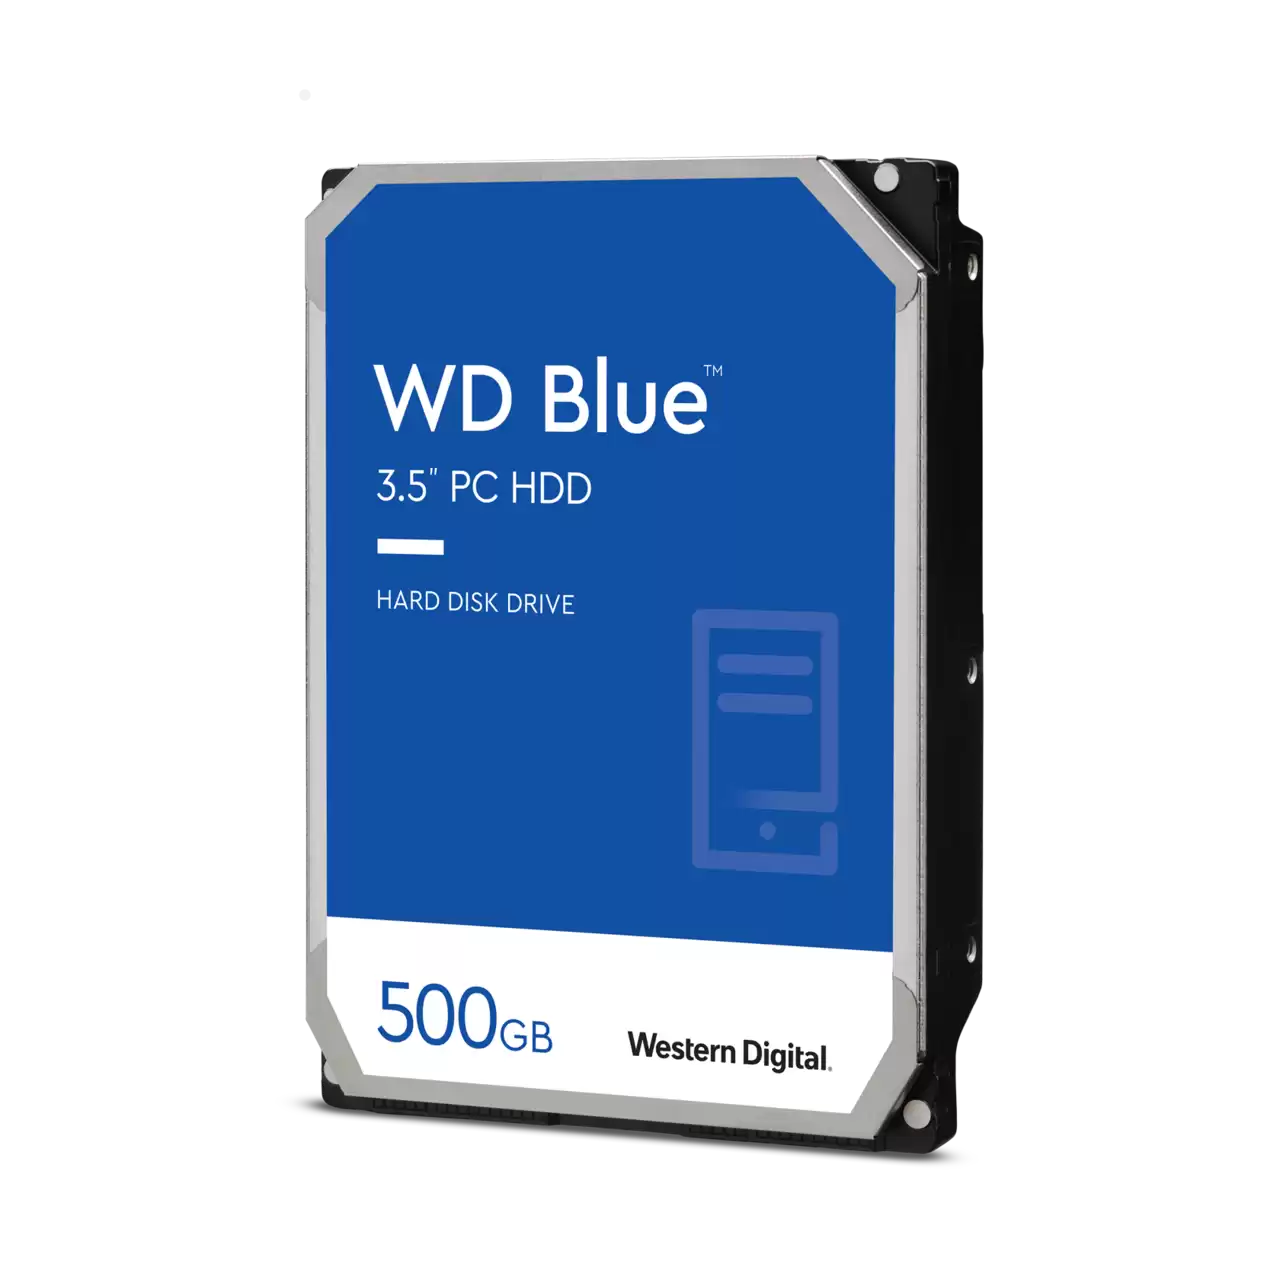 WD Blue™
3.5" PC HDD
HARD DISK DRIVE
500GB
Western Digital.